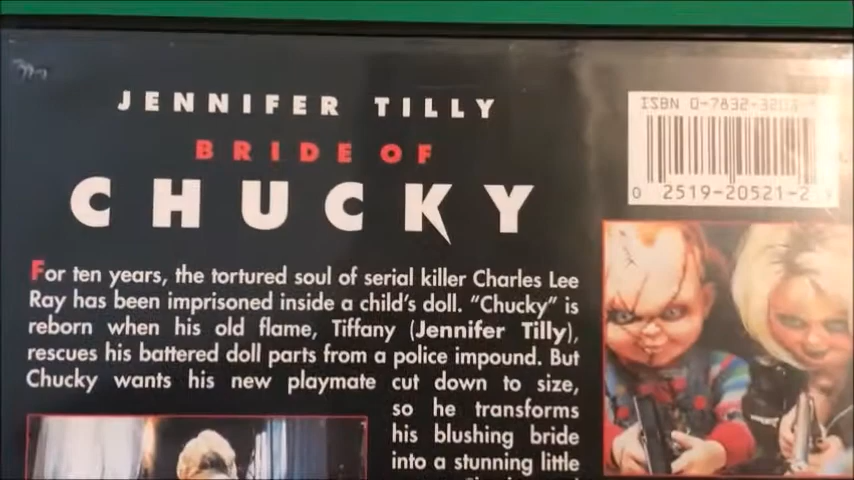 JENNIFER TILLY
BRIDE OF
CHUCKY
ISBN 0-7832-
0 2519-20521-2
For ten years, the tortured soul of serial killer Charles Lee
Ray has been imprisoned inside a child's doll. "Chucky" is
reborn when his old flame, Tiffany (Jennifer Tilly),
rescues his battered doll parts from a police impound. But
Chucky wants his new playmate cut down to size,
so he transforms
his blushing bride
into a stunning little